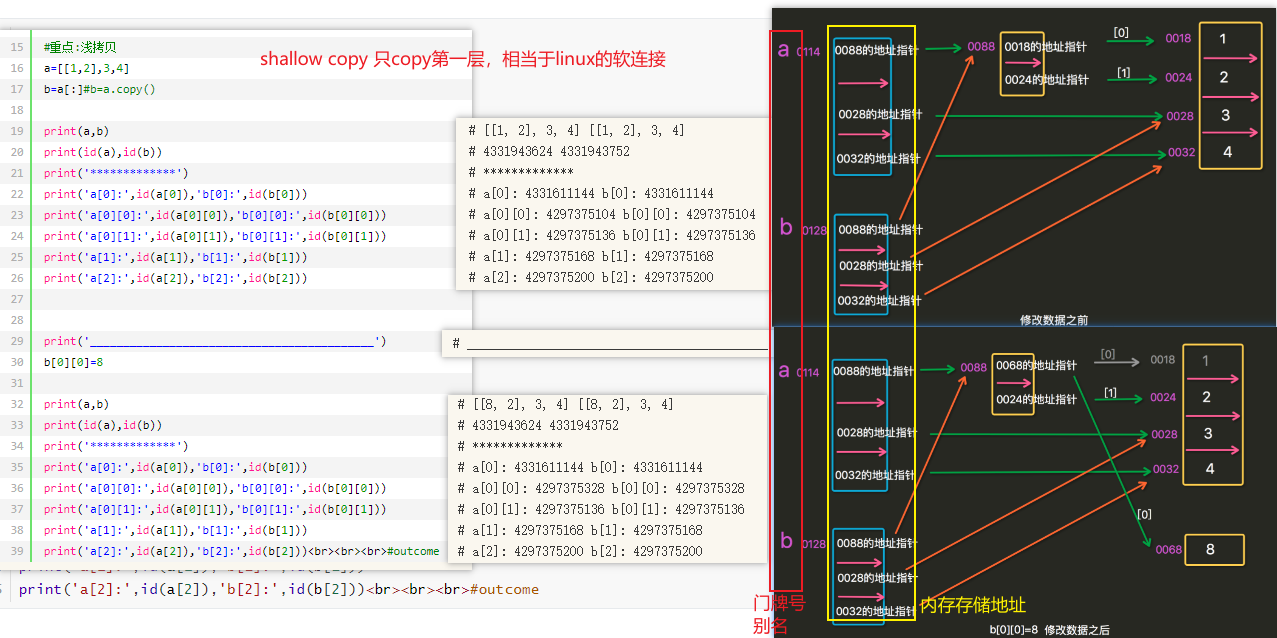 15 #重点:浅拷贝
16 a=[[1,2],3,4]
17 b=a[:]#b=a.copy()
18
19 print(a,b)
20 print(id(a),id(b))
21 print('*************')
22 print('a[0]:',id(a[0]),'b[0]:',id(b[0]))
23 print('a[0][0]:',id(a[0][0]),'b[0][0]:',id(b[0][0]))
24 print('a[0][1]:',id(a[0][1]),'b[0][1]:',id(b[0][1]))
25 print('a[1]:',id(a[1]),'b[1]:',id(b[1]))
26 print('a[2]:',id(a[2]),'b[2]:',id(b[2]))
27
28
29 print('___________________________________________')
30 b[0][0]=8
31
32 print(a,b)
33 print(id(a),id(b))
34 print('*************')
35 print('a[0]:',id(a[0]),'b[0]:',id(b[0]))
36 print('a[0][0]:',id(a[0][0]),'b[0][0]:',id(b[0][0]))
37 print('a[0][1]:',id(a[0][1]),'b[0][1]:',id(b[0][1]))
38 print('a[1]:',id(a[1]),'b[1]:',id(b[1]))
39 print('a[2]:',id(a[2]),'b[2]:',id(b[2]))<br><br><br>#outcome
print('a[2]:',id(a[2]),'b[2]:',id(b[2]))<br><br><br>#outcome
shallow copy 只copy第一层，相当于linux的软连接
# [[1, 2], 3, 4] [[1, 2], 3, 4]
# 4331943624 4331943752
# *************
# a[0]: 4331611144 b[0]: 4331611144
# a[0][0]: 4297375104 b[0][0]: 4297375104
# a[0][1]: 4297375136 b[0][1]: 4297375136
# a[1]: 4297375168 b[1]: 4297375168
# a[2]: 4297375200 b[2]: 4297375200
# ___________________________________________
# [[8, 2], 3, 4] [[8, 2], 3, 4]
# 4331943624 4331943752
# *************
# a[0]: 4331611144 b[0]: 4331611144
# a[0][0]: 4297375328 b[0][0]: 4297375328
# a[0][1]: 4297375136 b[0][1]: 4297375136
# a[1]: 4297375168 b[1]: 4297375168
# a[2]: 4297375200 b[2]: 4297375200
a 0114
0088的地址指针
0028的地址指针
0032的地址指针
0088
0018的地址指针
0024的地址指针
[0]
[1]
0018
0024
0028
0032
1
2
3
4
b 0128
0088的地址指针
0028的地址指针
0032的地址指针
修改数据之前
a 0114
0088的地址指针
0028的地址指针
0032的地址指针
0088
0068的地址指针
0024的地址指针
[0]
[1]
0018
0024
0028
0032
1
2
3
4
[0]
0068
8
b 0128
0088的地址指针
0028的地址指针
0032的地址指针
门牌号
别名
内存存储地址
b[0][0]=8 修改数据之后